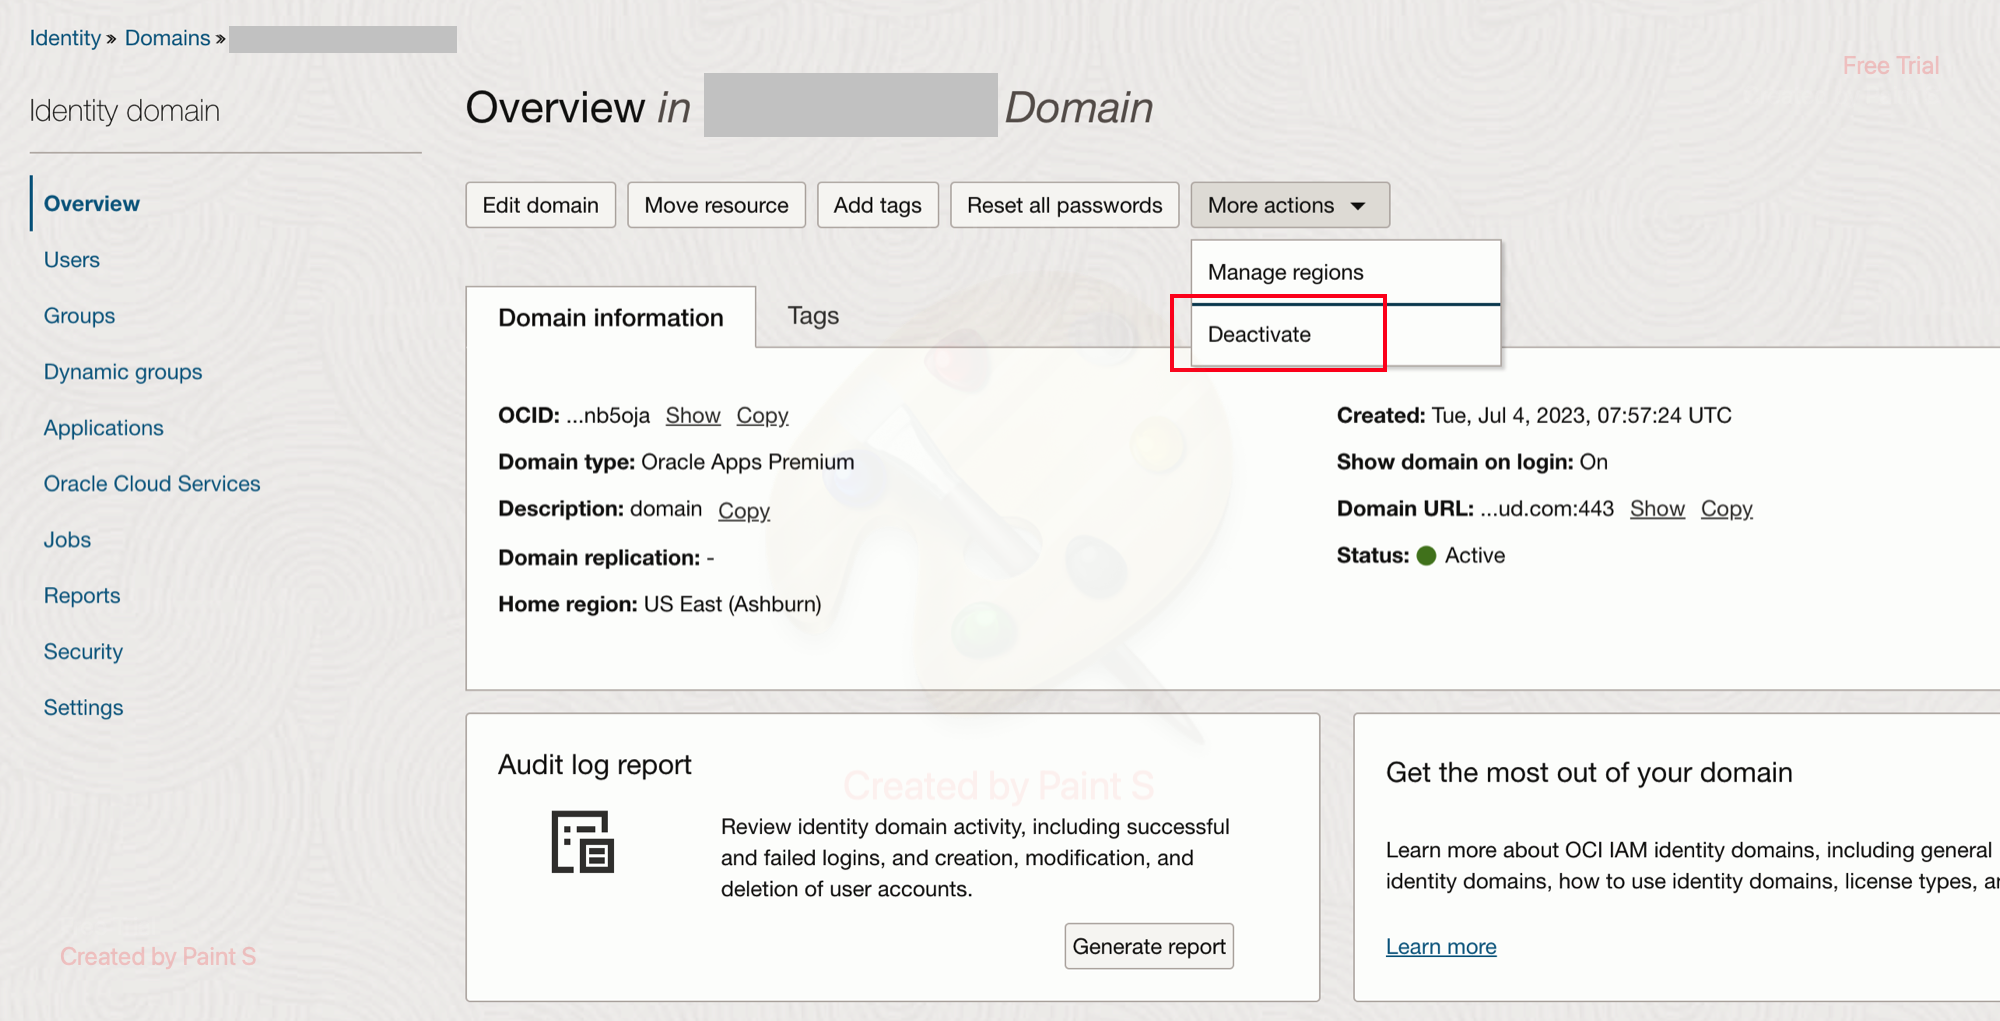 Identity » Domains »
Free Trial
Identity domain
Overview in Domain
Overview
Users
Groups
Dynamic groups
Applications
Oracle Cloud Services
Jobs
Reports
Security
Settings
Edit domain
Move resource
Add tags
Reset all passwords
More actions
Manage regions
Deactivate
Domain information
Tags
OCID: ...nb5oja Show Copy
Domain type: Oracle Apps Premium
Description: domain Copy
Domain replication: -
Home region: US East (Ashburn)
Created: Tue, Jul 4, 2023, 07:57:24 UTC
Show domain on login: On
Domain URL: ...ud.com:443 Show Copy
Status: Active
Audit log report
Created by Paint S
Review identity domain activity, including successful
and failed logins, and creation, modification, and
deletion of user accounts.
Generate report
Get the most out of your domain
Learn more about OCI IAM identity domains, including general
identity domains, how to use identity domains, license types,
Learn more
Created by Paint S